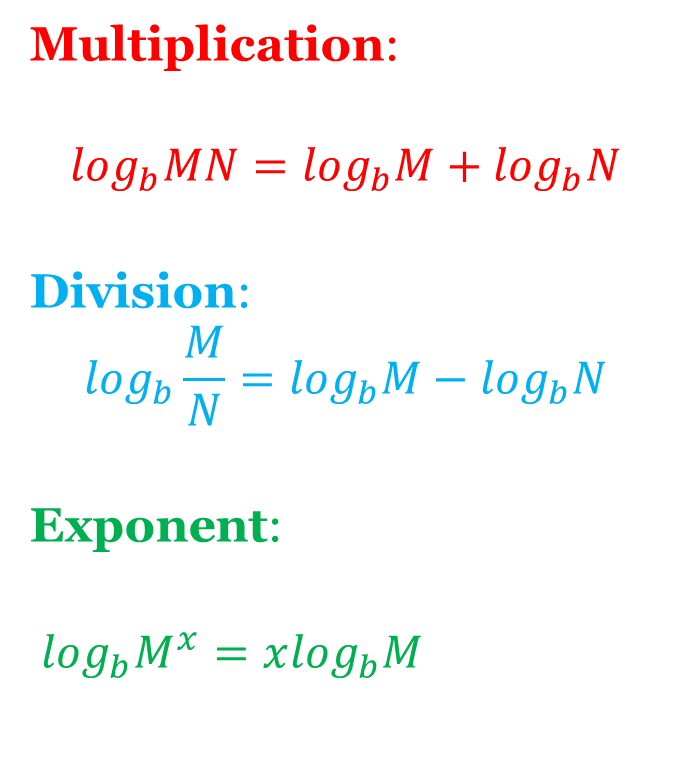 Multiplication:
log_b MN = log_b M + log_b N
Division:
log_b M/N = log_b M − log_b N
Exponent:
log_b M^x = xlog_b M